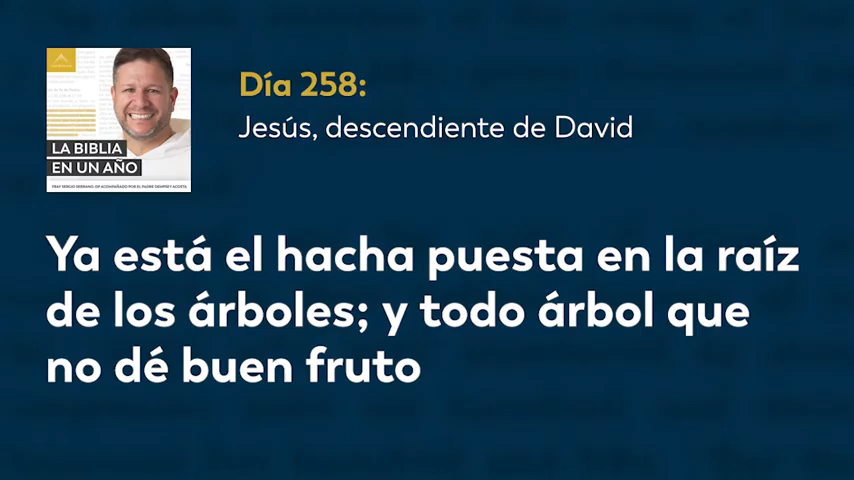 Día 258:
Jesús, descendiente de David
LA BIBLIA
EN UN AÑO
Ya está el hacha puesta en la raíz
de los árboles; y todo árbol que
no dé buen fruto